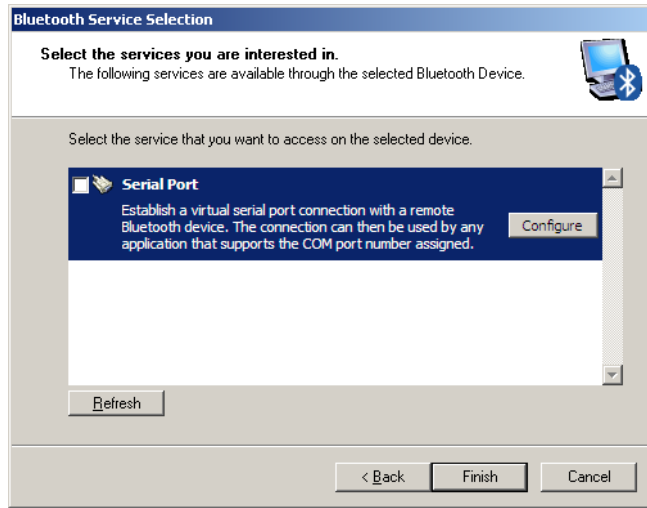 Bluetooth Service Selection
Select the services you are interested in.
The following services are available through the selected Bluetooth Device.
Select the service that you want to access on the selected device.
Serial Port
Establish a virtual serial port connection with a remote
Bluetooth device. The connection can then be used by any
application that supports the COM port number assigned.
Configure
Refresh
< Back
Finish
Cancel